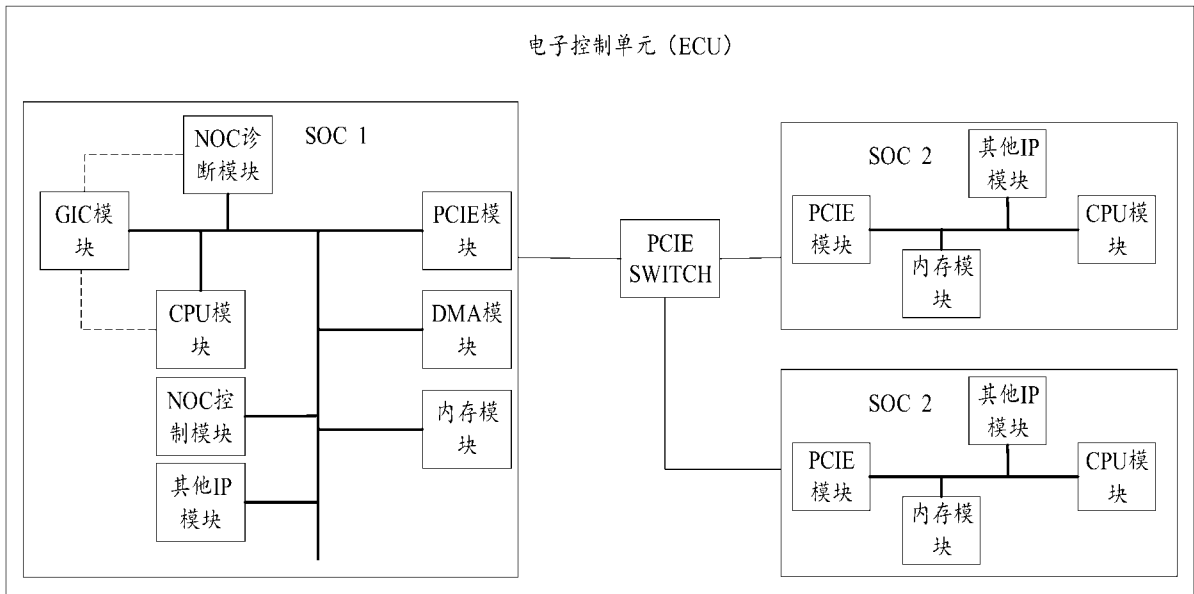 电子控制单元（ECU）
SOC 1
NOC诊
断模块
GIC模
块
PCIE模
块
CPU模
块
DMA模
块
NOC控
制模块
内存模
块
其他IP
模块
PCIE
SWITCH
SOC 2
其他IP
模块
PCIE
模块
CPU模
块
内存模
块
SOC 2
其他IP
模块
PCIE
模块
CPU模
块
内存模
块